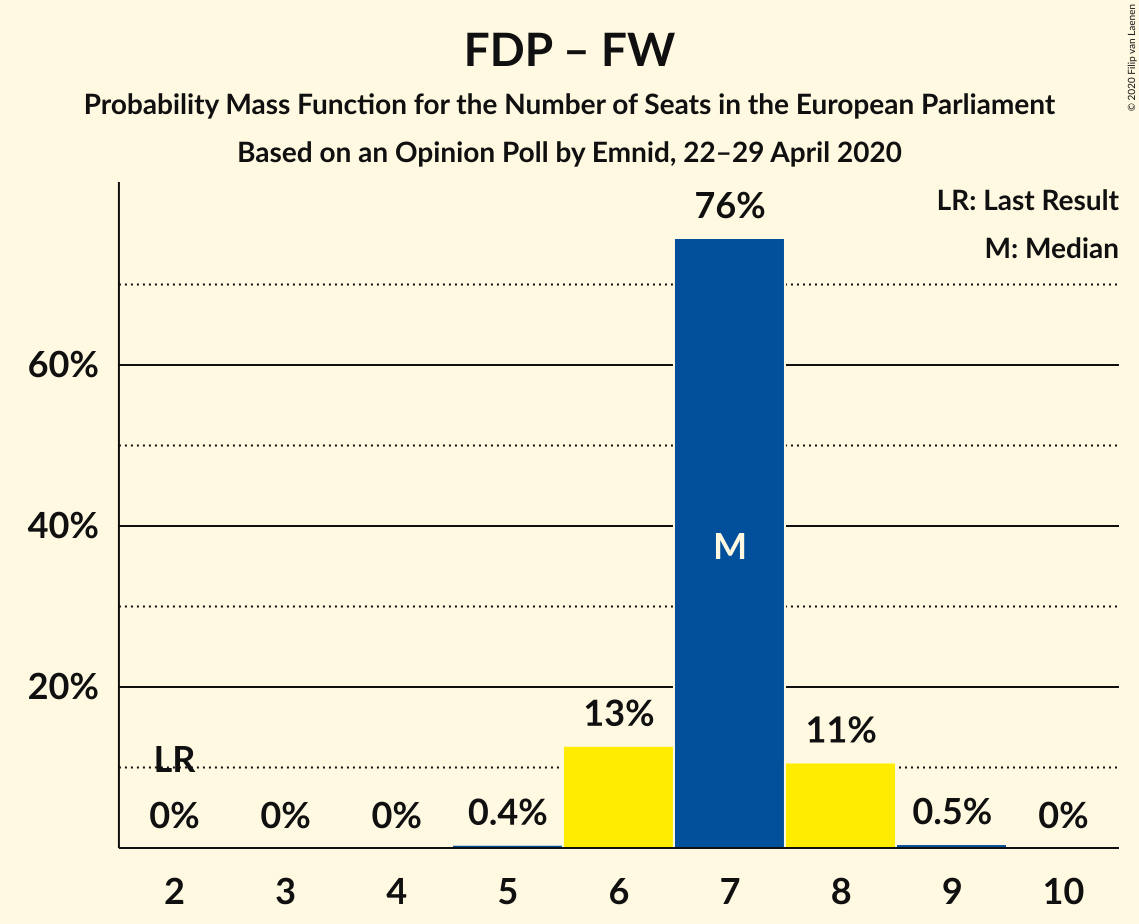 FDP – FW
Probability Mass Function for the Number of Seats in the European Parliament
Based on an Opinion Poll by Emnid, 22–29 April 2020
© 2020 Filip van Laenen
LR: Last Result
M: Median
76%
60%
40%
M
20%
13%
11%
LR
0%
0%
0%
0.4%
0.5%
0%
2
3
4
5
6
7
8
9
10